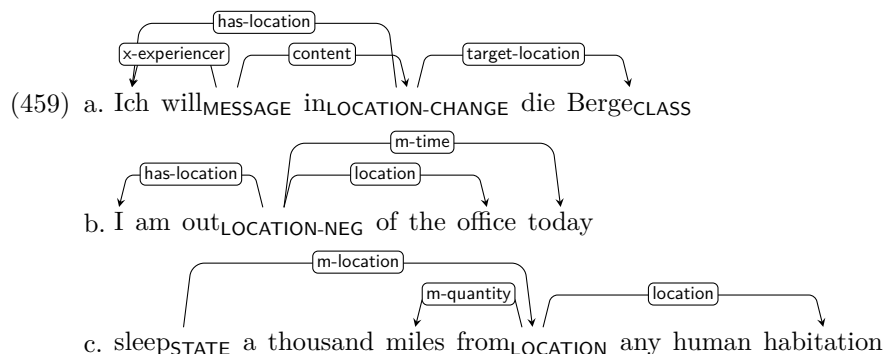 has-location
x-experiencer content target-location
(459) a. Ich willMESSAGE inLOCATION-CHANGE die BergeCLASS
m-time
has-location location
b. I am outLOCATION-NEG of the office today
m-location
m-quantity location
c. sleepSTATE a thousand miles fromLOCATION any human habitation